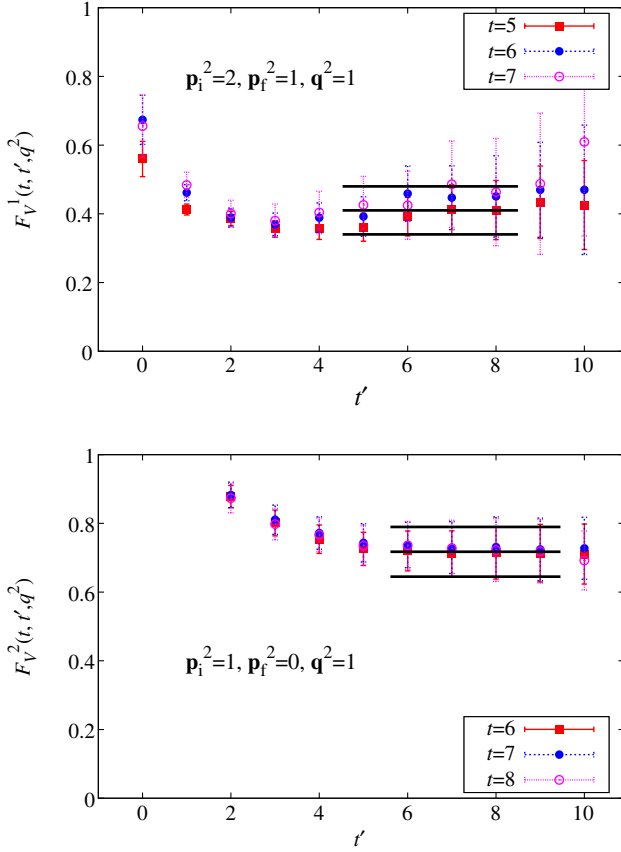 t=5
t=6
t=7
p_i^2=2, p_f^2=1, q^2=1
1
0.8
0.6
0.4
0.2
0
F_V^1(t, t′,q^2)
0 2 4 6 8 10
t′
1
0.8
0.6
0.4
0.2
0
F_V^2(t, t′,q^2)
p_i^2=1, p_f^2=0, q^2=1
t=6
t=7
t=8
0 2 4 6 8 10
t′